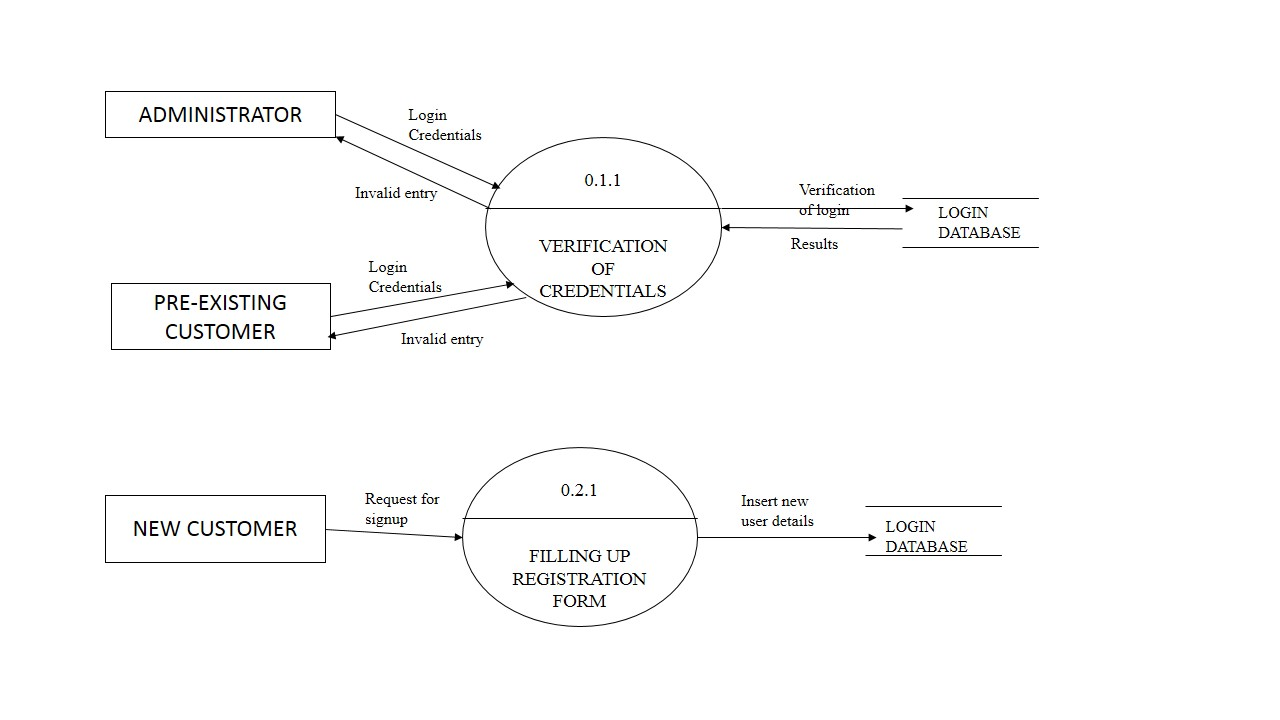 ADMINISTRATOR
Login
Credentials
Invalid entry
0.1.1
VERIFICATION
OF
CREDENTIALS
Verification
of login
Results
LOGIN
DATABASE
Login
Credentials
PRE-EXISTING
CUSTOMER
Invalid entry
NEW CUSTOMER
Request for
signup
0.2.1
FILLING UP
REGISTRATION
FORM
Insert new
user details
LOGIN
DATABASE